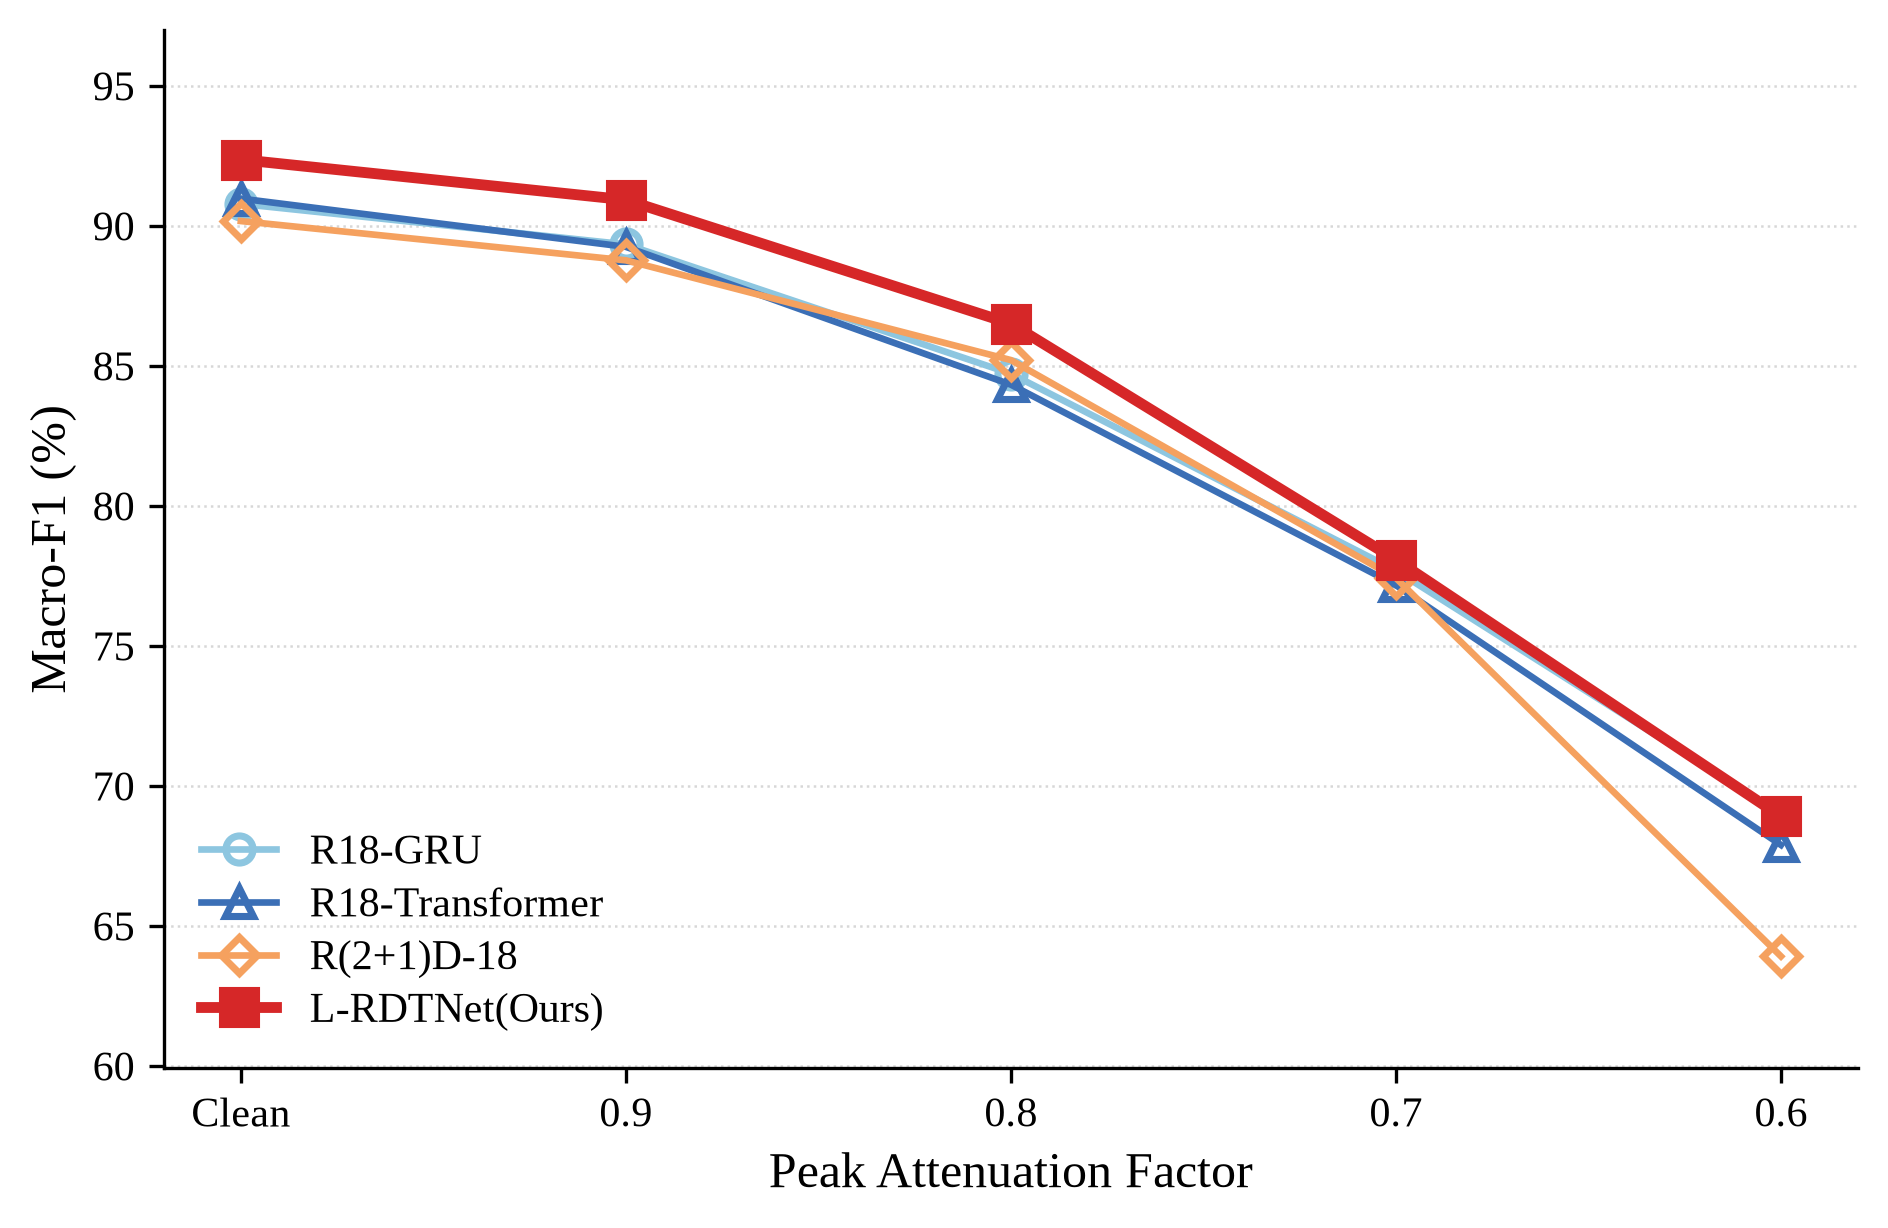 95
90
85
80
75
70
65
60
Macro-F1 (%)
R18-GRU
R18-Transformer
R(2+1)D-18
L-RDTNet(Ours)
Clean 0.9 0.8 0.7 0.6
Peak Attenuation Factor